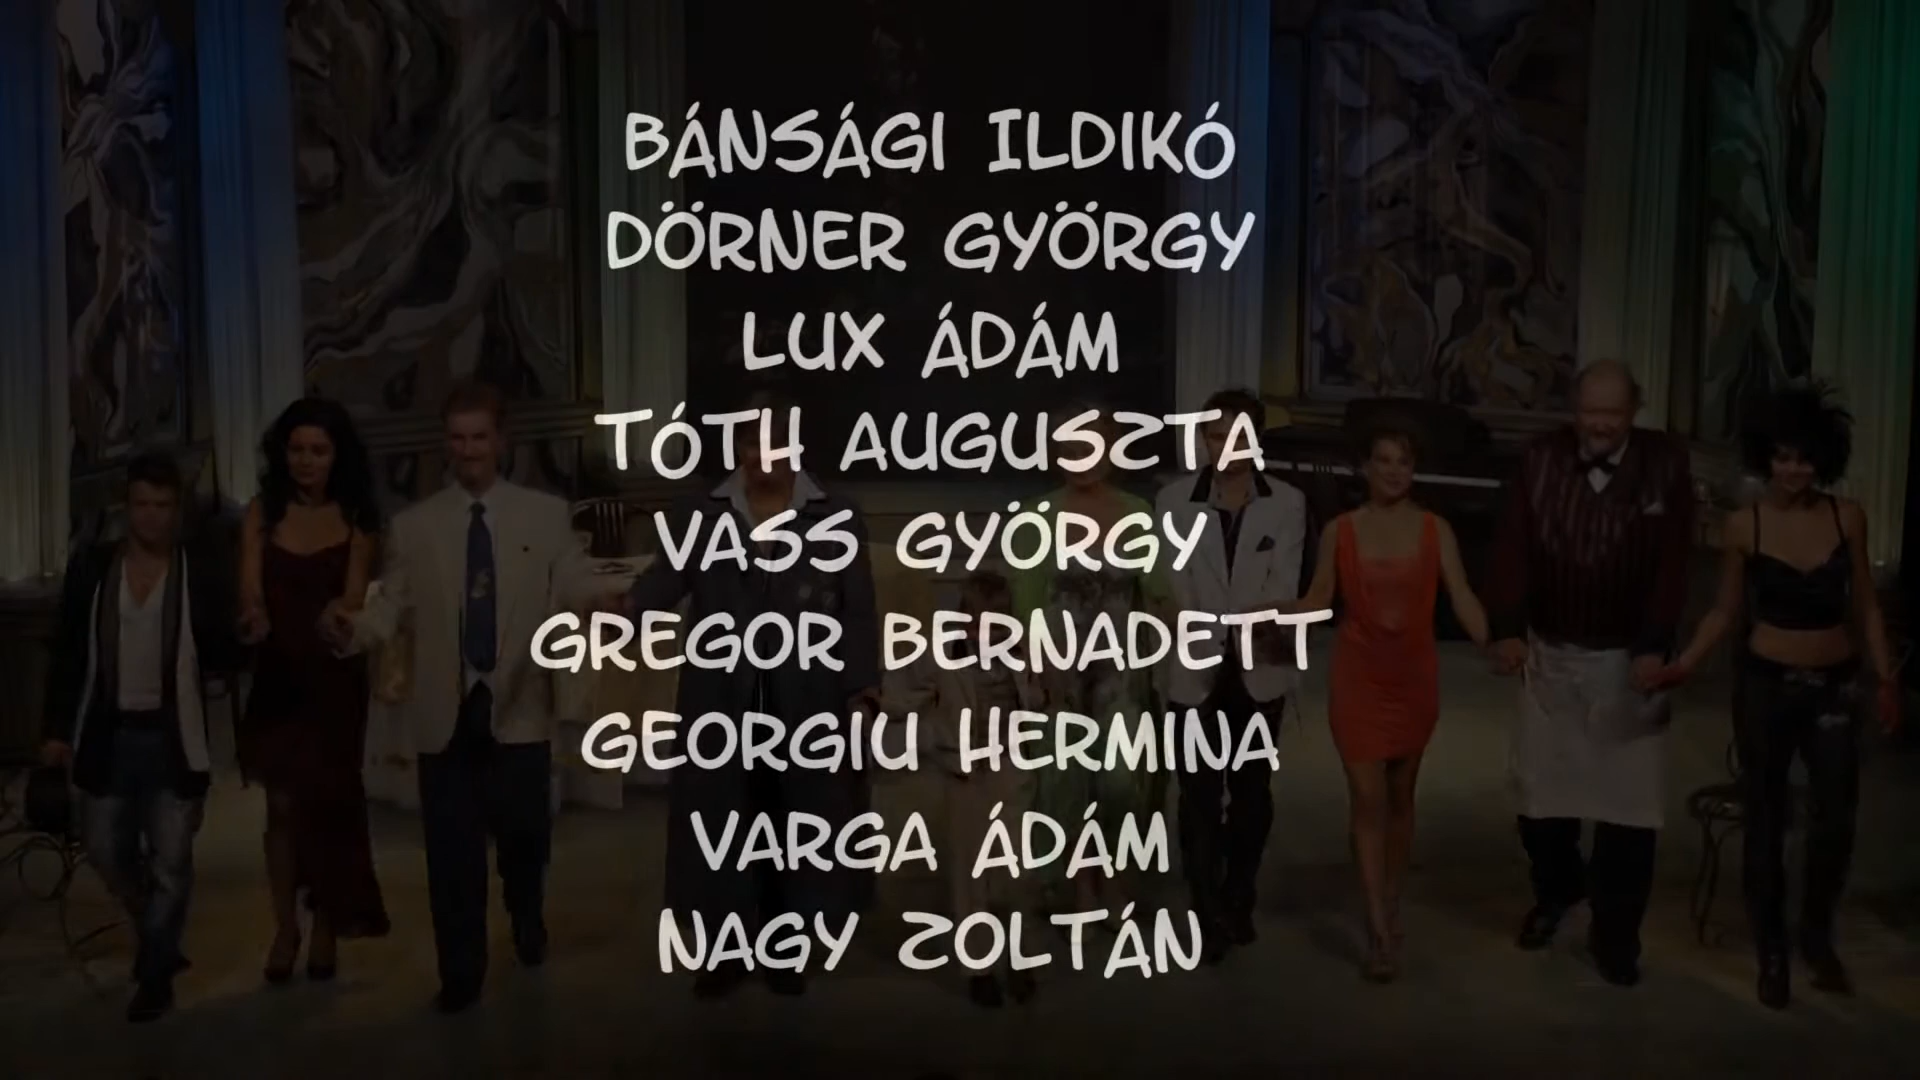 BÁNSÁGI ILDIKÓ
DÖRNER GYÖRGY
LUX ÁDÁM
TÓTH AUGUSZTA
VASS GYÖRGY
GREGOR BERNADETT
GEORGIU HERMINA
VARGA ÁDÁM
NAGY ZOLTÁN